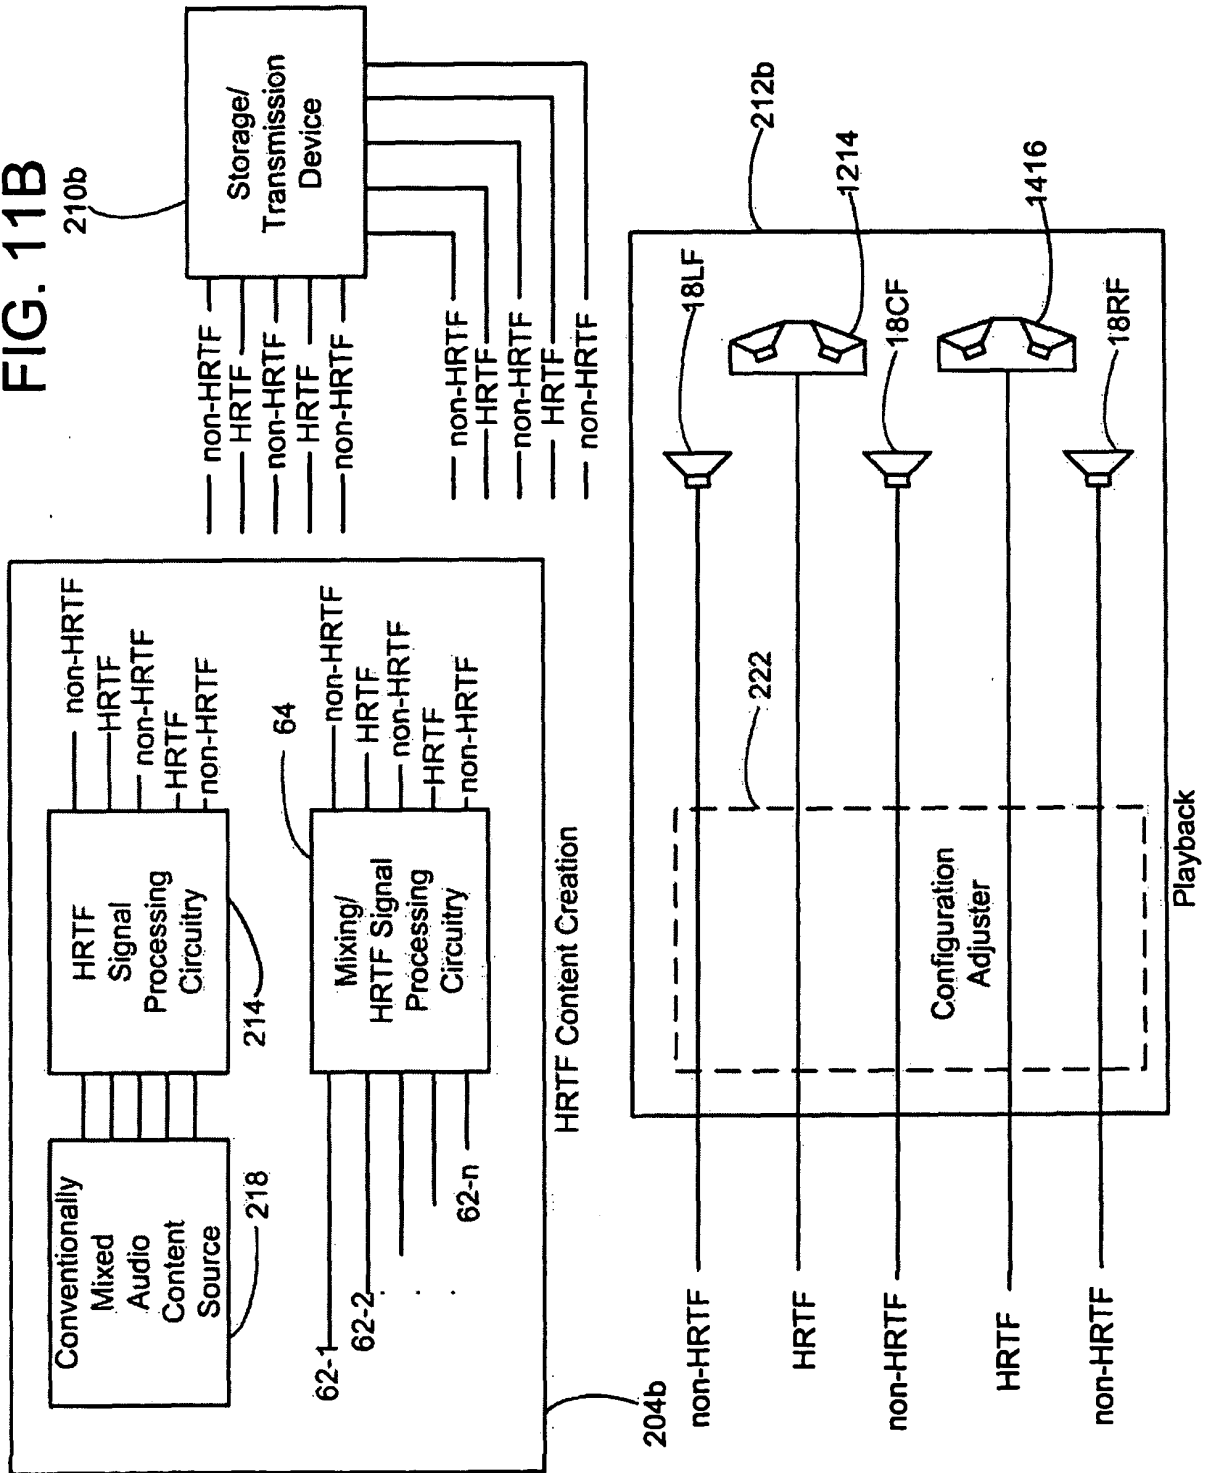 FIG. 11B
Conventionally
Mixed
Audio
Content
Source
218
HRTF
Signal
Processing
Circuitry
214
non-HRTF
HRTF
non-HRTF
HRTF
non-HRTF
62-1
62-2
62-n
Mixing/
HRTF Signal
Processing
Circuitry
64
non-HRTF
HRTF
non-HRTF
HRTF
non-HRTF
204b
HRTF Content Creation
non-HRTF
HRTF
non-HRTF
HRTF
non-HRTF
Storage/
Transmission
Device
210b
non-HRTF
HRTF
non-HRTF
HRTF
non-HRTF
non-HRTF
HRTF
non-HRTF
HRTF
non-HRTF
Configuration
Adjuster
222
18LF
1214
18CF
1416
18RF
212b
Playback